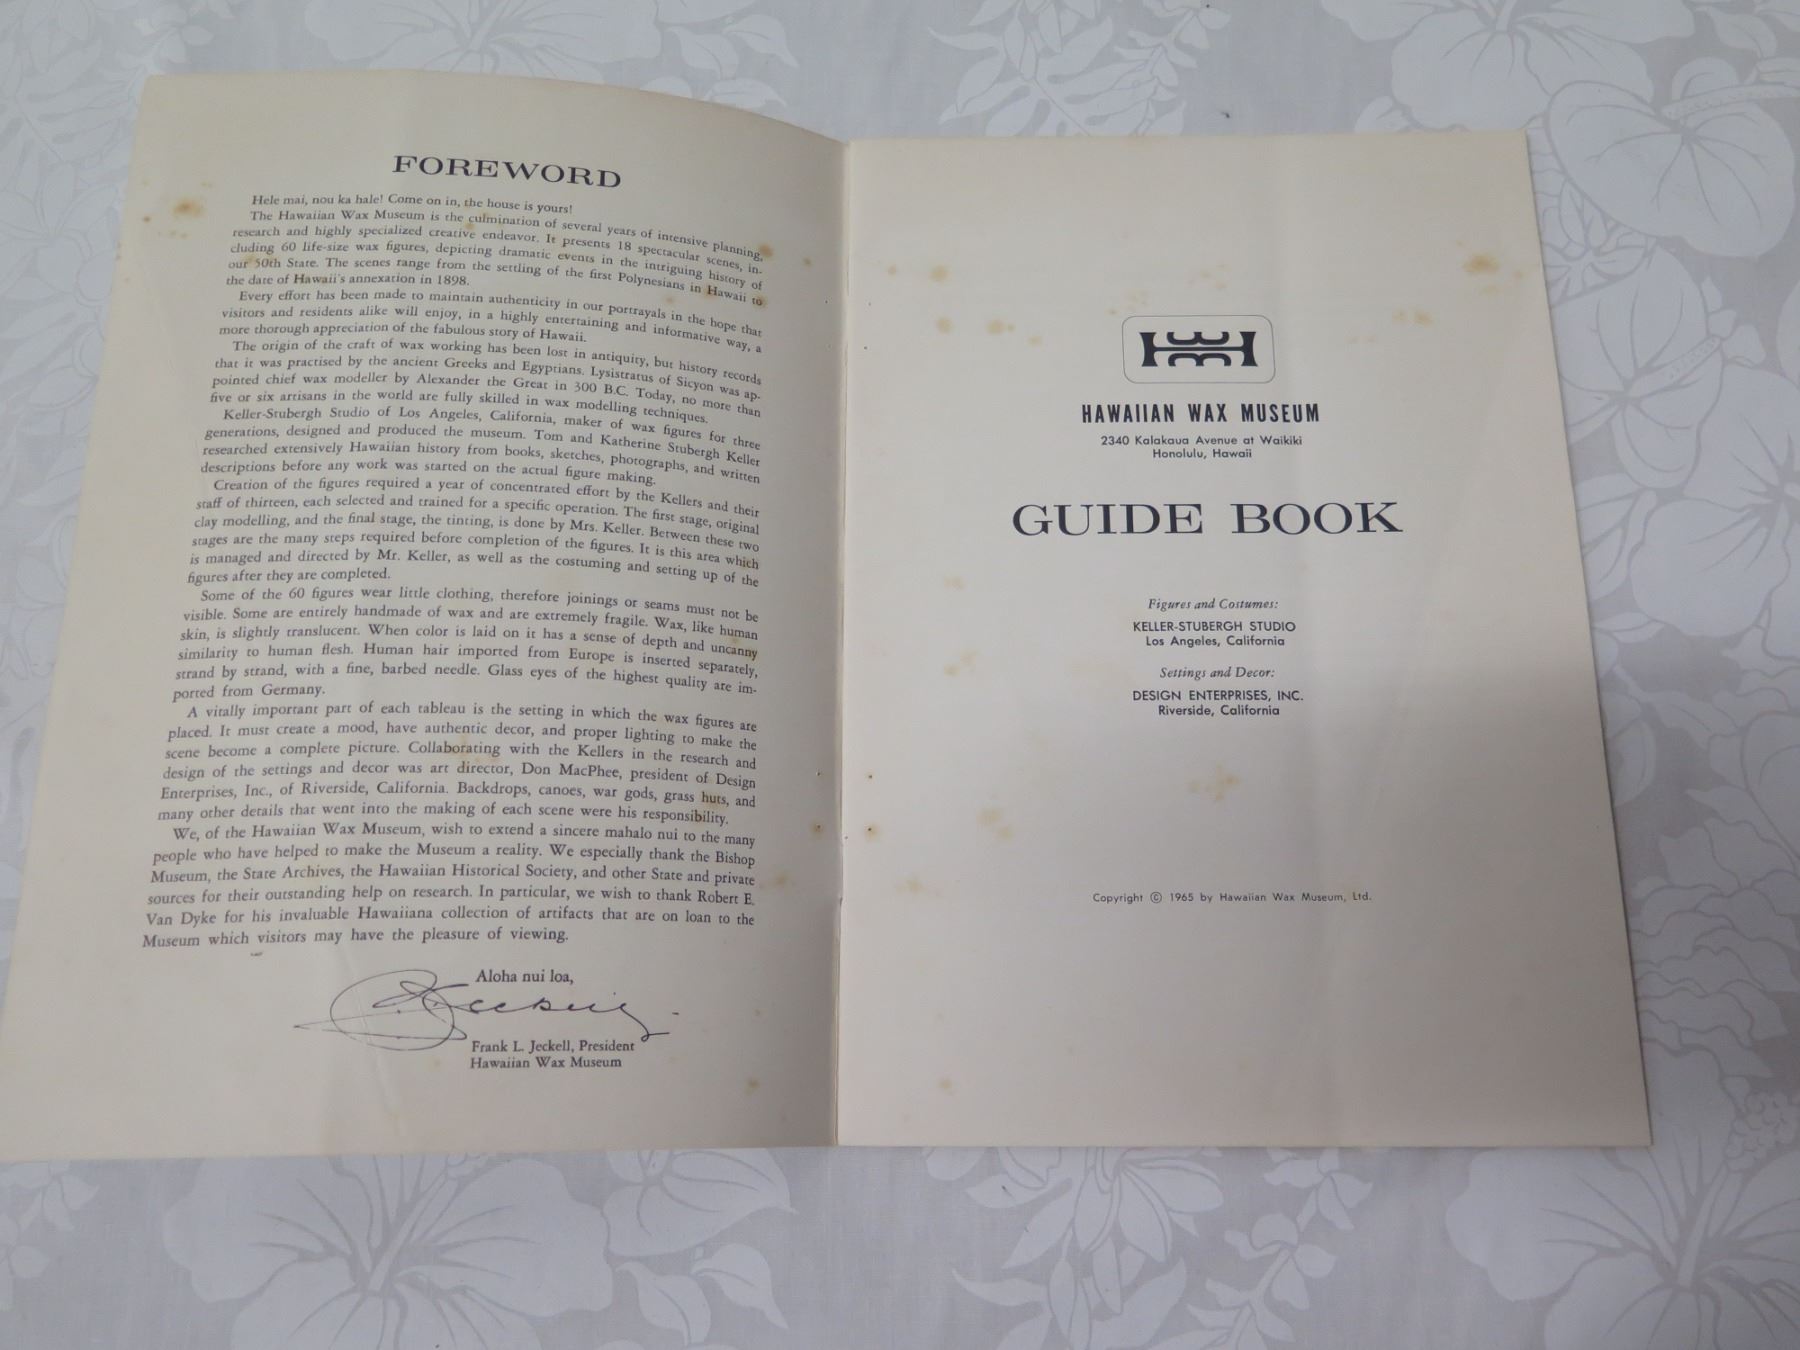 FOREWORD
Hele mai, nou ka hale! Come on in, the house is yours!
The Hawaiian Wax Museum is the culmination of several years of intensive planning,
research and highly specialized creative endeavor. It presents 18 spectacular scenes, in-
cluding 60 life-size wax figures, depicting dramatic events in the intriguing history of
our 50th State. The scenes range from the settling of the first Polynesians in Hawaii to
the date of Hawaii's annexation in 1898.
Every effort has been made to maintain authenticity in our portrayals in the hope that
visitors and residents alike will enjoy, in a highly entertaining and informative way, a
more thorough appreciation of the fabulous story of Hawaii.
The origin of the craft of wax working has been lost in antiquity, but history records
that it was practised by the ancient Greeks and Egyptians. Lysistratus of Sicyon was ap-
pointed chief wax modeller by Alexander the Great in 300 B.C. Today, no more than
five or six artisans in the world are fully skilled in wax modelling techniques.
Keller-Stubergh Studio of Los Angeles, California, maker of wax figures for three
generations, designed and produced the museum. Tom and Katherine Stubergh Keller
researched extensively Hawaiian history from books, sketches, photographs, and written
descriptions before any work was started on the actual figure making.
Creation of the figures required a year of concentrated effort by the Kellers and their
staff of thirteen, each selected and trained for a specific operation. The first stage, original
clay modelling, and the final stage, the tinting, is done by Mrs. Keller. Between these two
stages are the many steps required before completion of the figures. It is this area which
is managed and directed by Mr. Keller, as well as the costuming and setting up of the
figures after they are completed.
Some of the 60 figures wear little clothing, therefore joinings or seams must not be
visible. Some are entirely handmade of wax and are extremely fragile. Wax, like human
skin, is slightly translucent. When color is laid on it has a sense of depth and uncanny
similarity to human flesh. Human hair imported from Europe is inserted separately,
strand by strand, with a fine, barbed needle. Glass eyes of the highest quality are im-
ported from Germany.
A vitally important part of each tableau is the setting in which the wax figures are
placed. It must create a mood, have authentic decor, and proper lighting to make the
scene become a complete picture. Collaborating with the Kellers in the research and
design of the settings and decor was art director, Don MacPhee, president of Design
Enterprises, Inc., of Riverside, California. Backdrops, canoes, war gods, grass huts, and
many other details that went into the making of each scene were his responsibility.
We, of the Hawaiian Wax Museum, wish to extend a sincere mahalo nui to the many
people who have helped to make the Museum a reality. We especially thank the Bishop
Museum, the State Archives, the Hawaiian Historical Society, and other State and private
sources for their outstanding help on research. In particular, we wish to thank Robert E.
Van Dyke for his invaluable Hawaiiana collection of artifacts that are on loan to the
Museum which visitors may have the pleasure of viewing.
Aloha nui loa,
Frank L. Jeckell, President
Hawaiian Wax Museum
HAWAIIAN WAX MUSEUM
2340 Kalakaua Avenue at Waikiki
Honolulu, Hawaii
GUIDE BOOK
Figures and Costumes:
KELLER-STUBERGH STUDIO
Los Angeles, California
Settings and Decor:
DESIGN ENTERPRISES, INC.
Riverside, California
Copyright © 1965 by Hawaiian Wax Museum, Ltd.